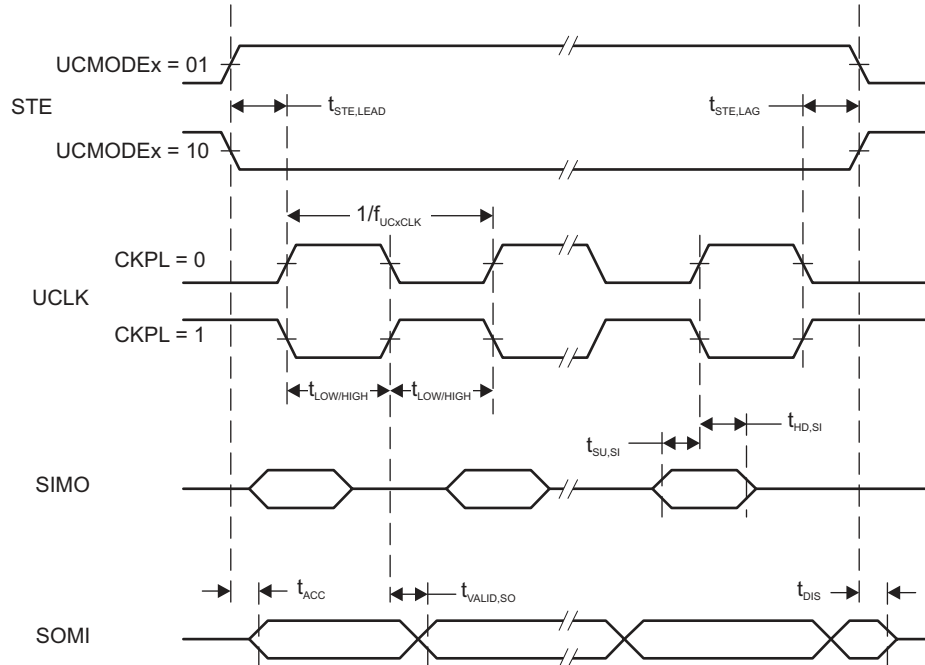 UCMODEx = 01
STE
t_STE,LEAD
t_STE,LAG
UCMODEx = 10
1/f_UCxCLK
CKPL = 0
UCLK
CKPL = 1
t_LOW/HIGH
t_LOW/HIGH
t_SU,SI
t_HD,SI
SIMO
t_ACC
t_VALID,SO
t_DIS
SOMI